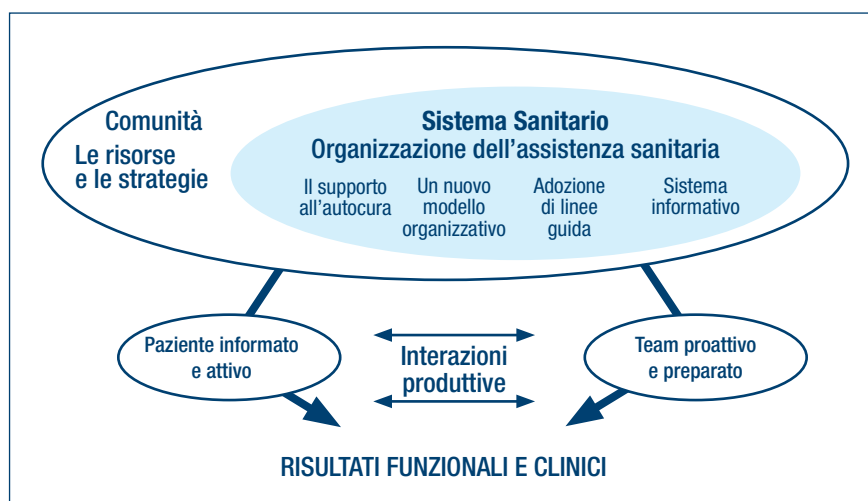 Comunità
Le risorse
e le strategie
Sistema Sanitario
Organizzazione dell'assistenza sanitaria
Il supporto
all'autocura
Un nuovo
modello
organizzativo
Adozione
di linee
guida
Sistema
informativo
Paziente informato
e attivo
Interazioni
produttive
Team proattivo
e preparato
RISULTATI FUNZIONALI E CLINICI